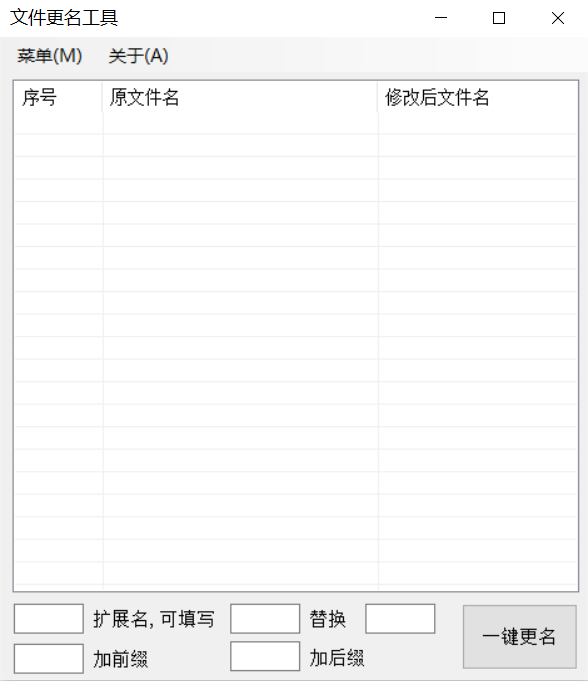 文件更名工具
菜单(M) 关于(A)
序号 原文件名 修改后文件名
扩展名, 可填写 替换
一键更名
加前缀 加后缀